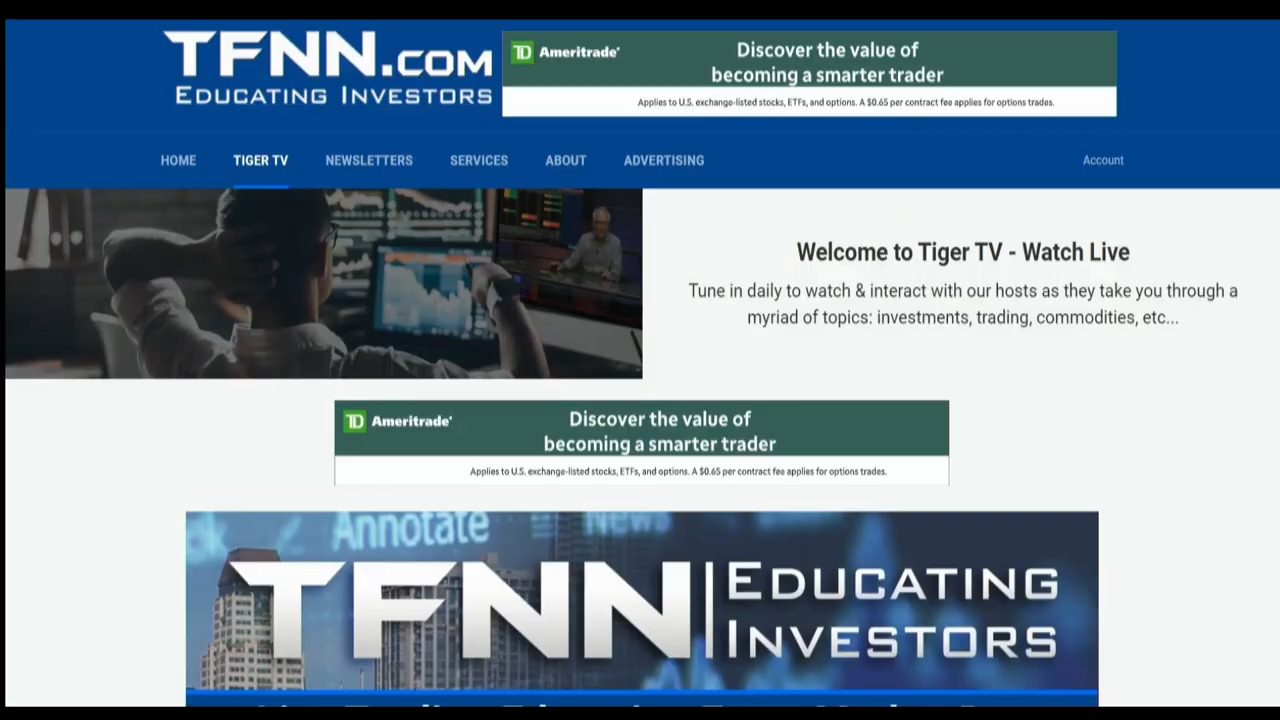 TFNN.COM
EDUCATING INVESTORS
TD Ameritrade
Discover the value of
becoming a smarter trader
Applies to U.S. exchange-listed stocks, ETFs, and options. A $0.65 per contract fee applies for options trades.
HOME TIGER TV NEWSLETTERS SERVICES ABOUT ADVERTISING Account
Welcome to Tiger TV - Watch Live
Tune in daily to watch & interact with our hosts as they take you through a
myriad of topics: investments, trading, commodities, etc...
TD Ameritrade
Discover the value of
becoming a smarter trader
Applies to U.S. exchange-listed stocks, ETFs, and options. A $0.65 per contract fee applies for options trades.
Annotate News
TFNN EDUCATING
INVESTORS